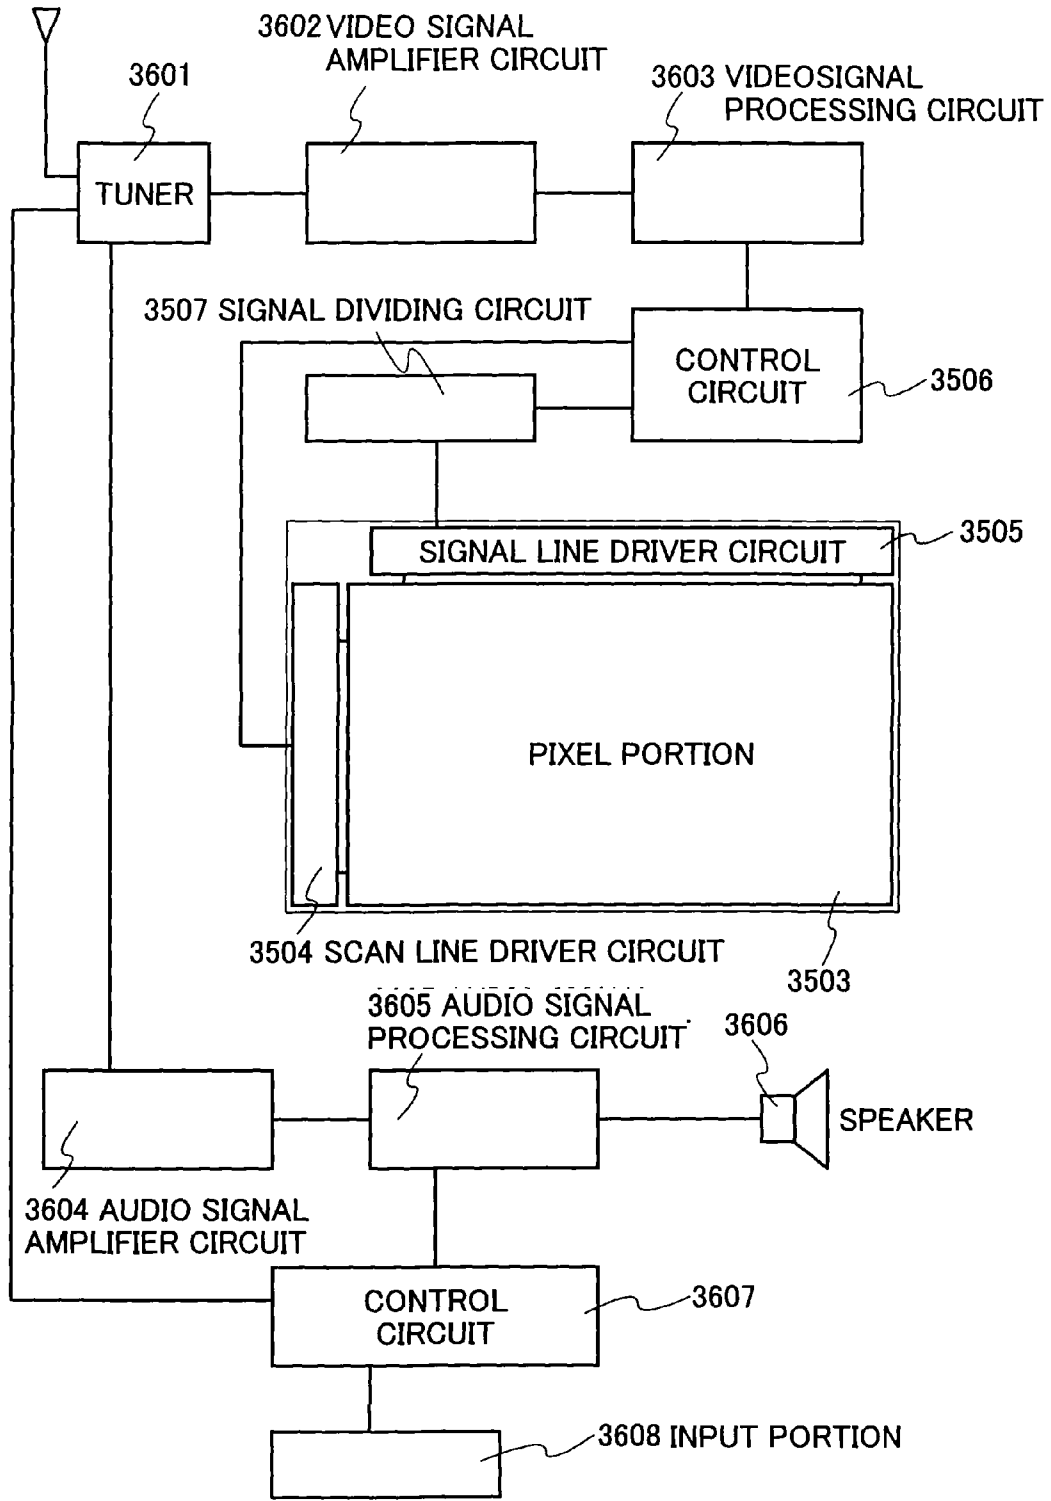 3601
TUNER
3602 VIDEO SIGNAL
AMPLIFIER CIRCUIT
3603 VIDEOSIGNAL
PROCESSING CIRCUIT
3507 SIGNAL DIVIDING CIRCUIT
CONTROL
CIRCUIT
3506
3505
SIGNAL LINE DRIVER CIRCUIT
PIXEL PORTION
3504 SCAN LINE DRIVER CIRCUIT
3503
3605 AUDIO SIGNAL
PROCESSING CIRCUIT
3606
SPEAKER
3604 AUDIO SIGNAL
AMPLIFIER CIRCUIT
CONTROL
CIRCUIT
3607
3608 INPUT PORTION